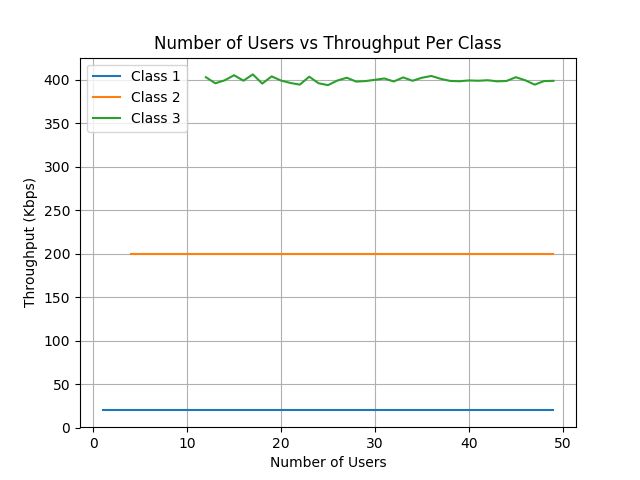 Number of Users vs Throughput Per Class
Class 1
Class 2
Class 3
Throughput (Kbps)
400
350
300
250
200
150
100
50
0
0 10 20 30 40 50
Number of Users